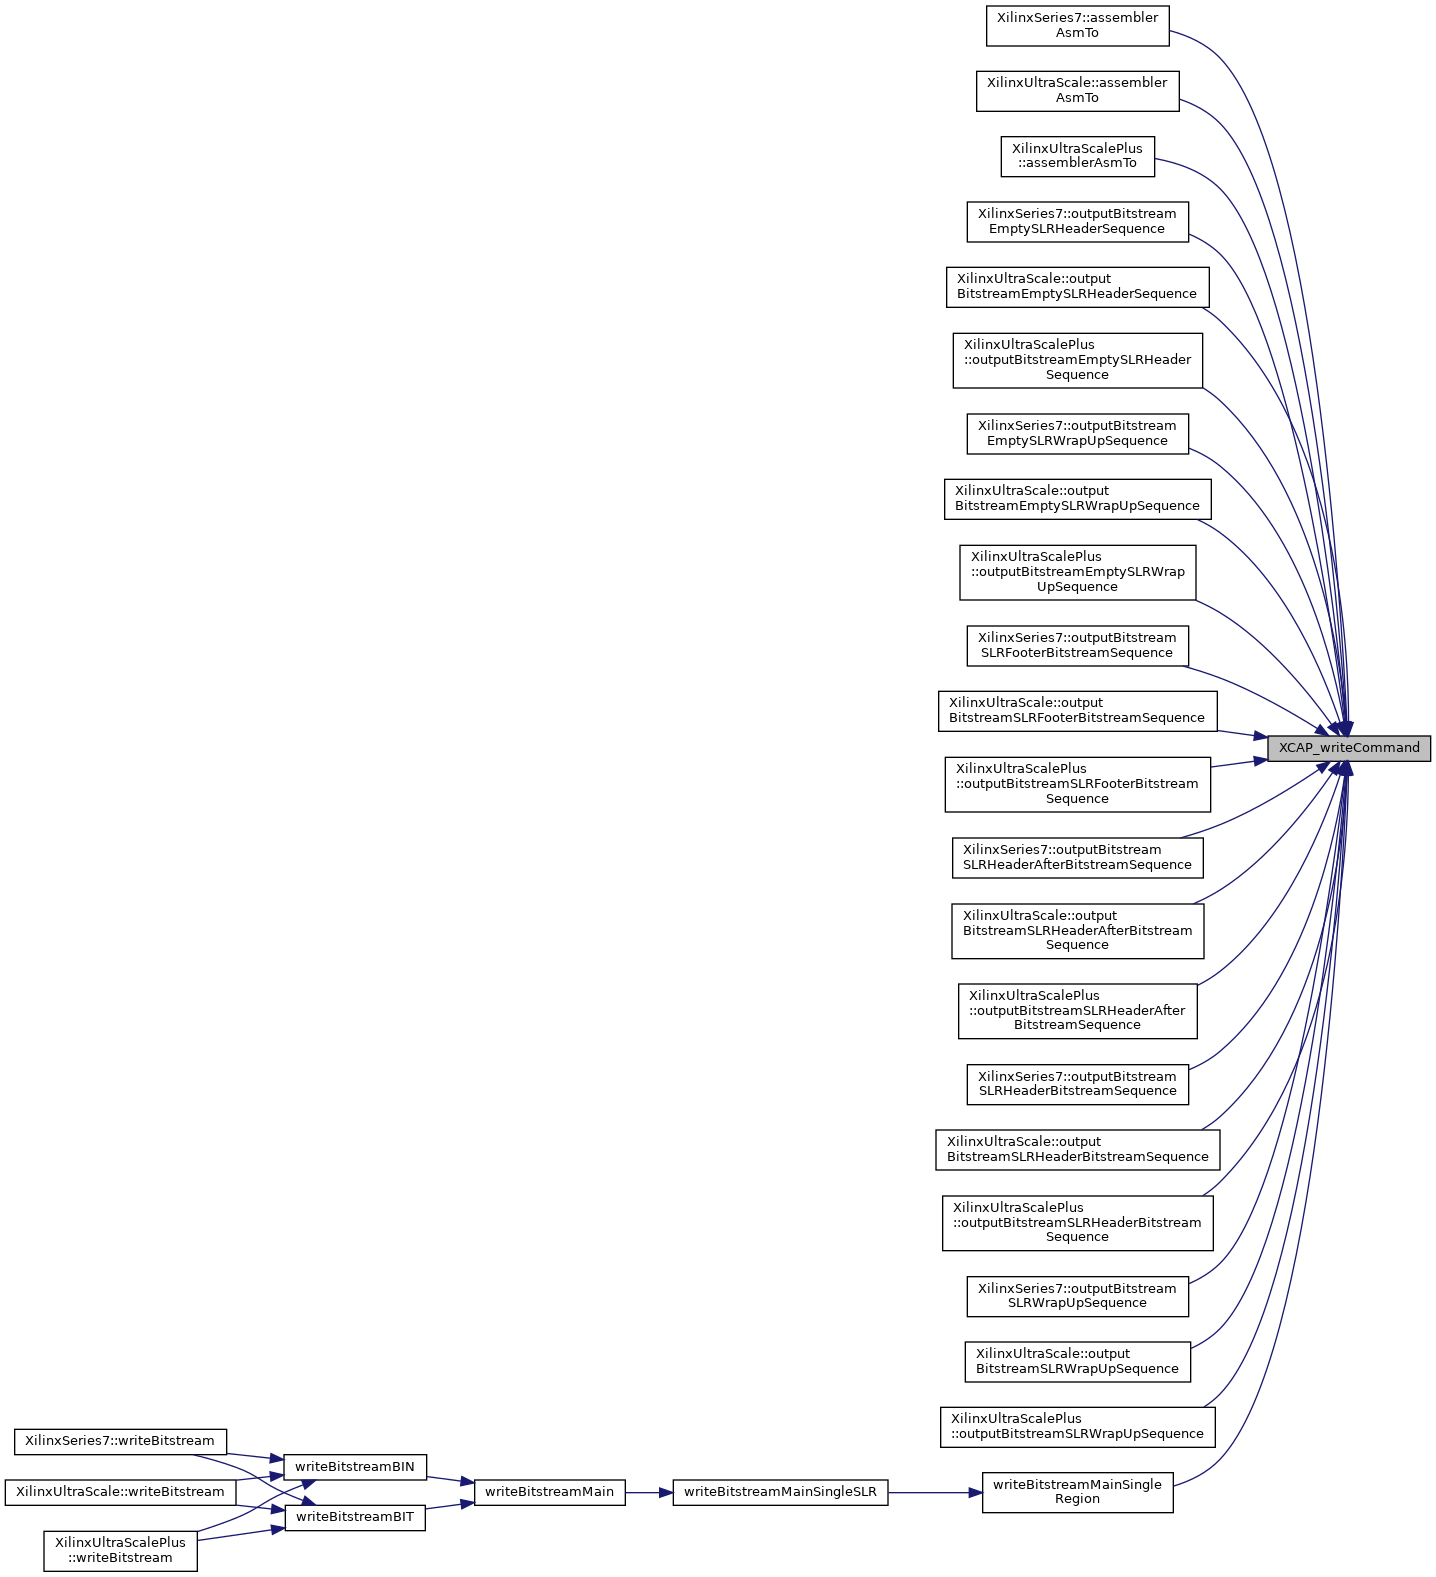 XilinxSeries7::assembler
AsmTo
XilinxUltraScale::assembler
AsmTo
XilinxUltraScalePlus
::assemblerAsmTo
XilinxSeries7::outputBitstream
EmptySLRHeaderSequence
XilinxUltraScale::output
BitstreamEmptySLRHeaderSequence
XilinxUltraScalePlus
::outputBitstreamEmptySLRHeader
Sequence
XilinxSeries7::outputBitstream
EmptySLRWrapUpSequence
XilinxUltraScale::output
BitstreamEmptySLRWrapUpSequence
XilinxUltraScalePlus
::outputBitstreamEmptySLRWrap
UpSequence
XilinxSeries7::outputBitstream
SLRFooterBitstreamSequence
XilinxUltraScale::output
BitstreamSLRFooterBitstreamSequence
XCAP_writeCommand
XilinxUltraScalePlus
::outputBitstreamSLRFooterBitstream
Sequence
XilinxSeries7::outputBitstream
SLRHeaderAfterBitstreamSequence
XilinxUltraScale::output
BitstreamSLRHeaderAfterBitstream
Sequence
XilinxUltraScalePlus
::outputBitstreamSLRHeaderAfter
BitstreamSequence
XilinxSeries7::outputBitstream
SLRHeaderBitstreamSequence
XilinxUltraScale::output
BitstreamSLRHeaderBitstreamSequence
XilinxUltraScalePlus
::outputBitstreamSLRHeaderBitstream
Sequence
XilinxSeries7::outputBitstream
SLRWrapUpSequence
XilinxUltraScale::output
BitstreamSLRWrapUpSequence
XilinxUltraScalePlus
::outputBitstreamSLRWrapUpSequence
XilinxSeries7::writeBitstream
writeBitstreamBIN
XilinxUltraScale::writeBitstream
writeBitstreamMain
writeBitstreamMainSingleSLR
writeBitstreamMainSingle
Region
writeBitstreamBIT
XilinxUltraScalePlus
::writeBitstream